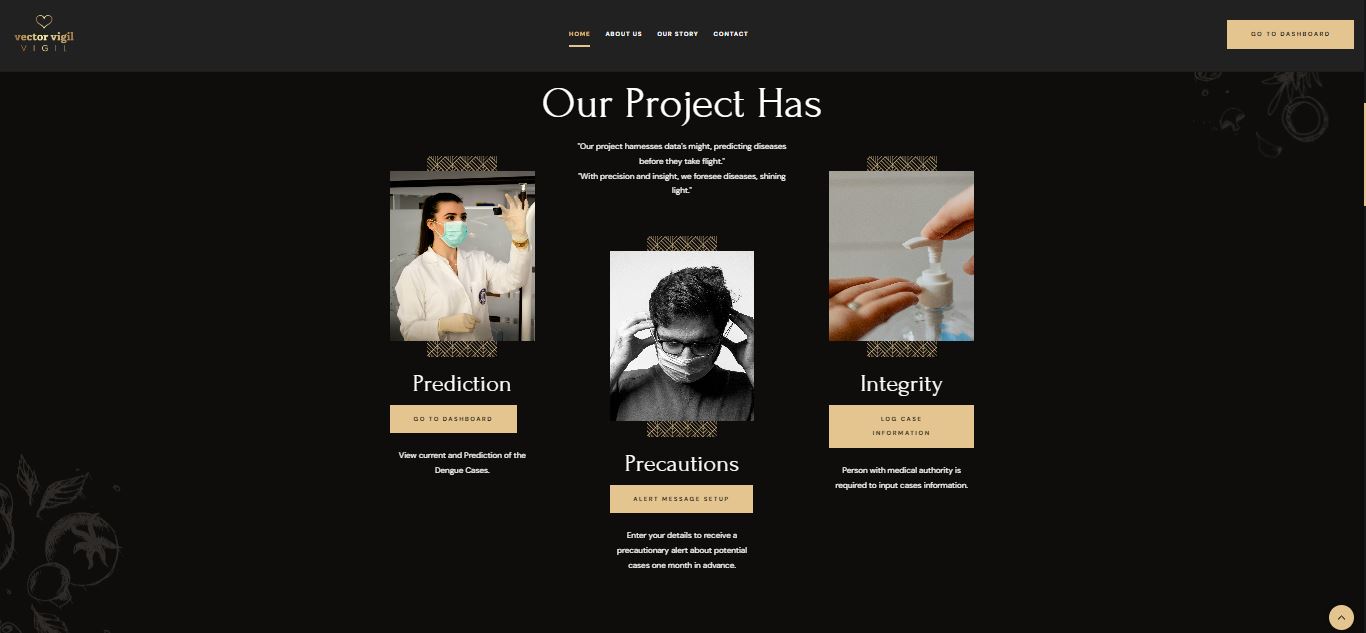 vector vigil
VIGIL
HOME
ABOUT US
OUR STORY
CONTACT
GO TO DASHBOARD
Our Project Has
"Our project harnesses data's might, predicting diseases
before they take flight."
"With precision and insight, we foresee diseases, shining
light."
Prediction
GO TO DASHBOARD
View current and Prediction of the
Dengue Cases.
Precautions
ALERT MESSAGE SETUP
Enter your details to receive a
precautionary alert about potential
cases one month in advance.
Integrity
LOG CASE
INFORMATION
Person with medical authority is
required to input cases information.